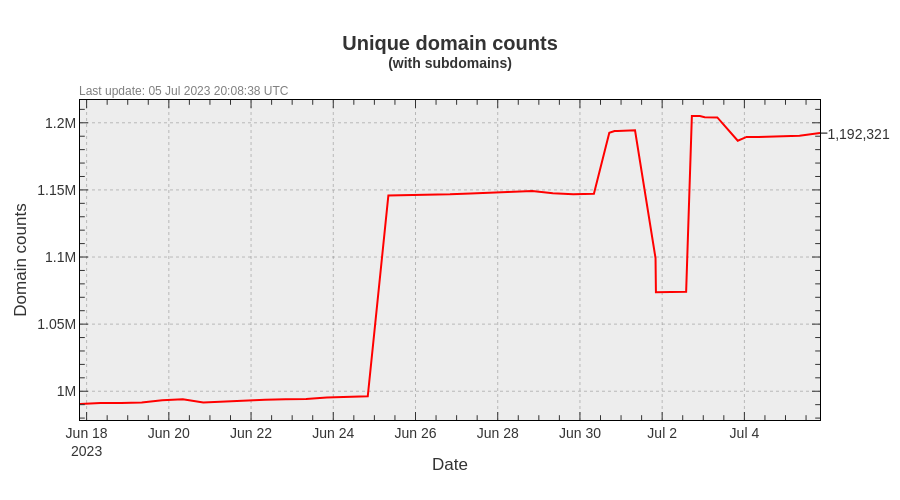 Unique domain counts
(with subdomains)
Last update: 05 Jul 2023 20:08:38 UTC
1.2M
1,192,321
1.15M
1.1M
1.05M
1M
Domain counts
Jun 18 Jun 20 Jun 22 Jun 24 Jun 26 Jun 28 Jun 30 Jul 2 Jul 4
2023
Date